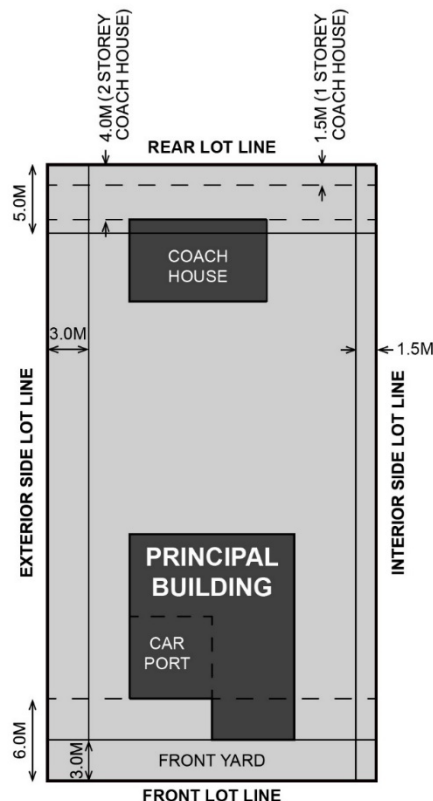 4.0M (2 STOREY
COACH HOUSE)
1.5M (1 STOREY
COACH HOUSE)
REAR LOT LINE
5.0M
COACH
HOUSE
3.0M
1.5M
EXTERIOR SIDE LOT LINE
INTERIOR SIDE LOT LINE
PRINCIPAL
BUILDING
CAR
PORT
6.0M
3.0M
FRONT YARD
FRONT LOT LINE